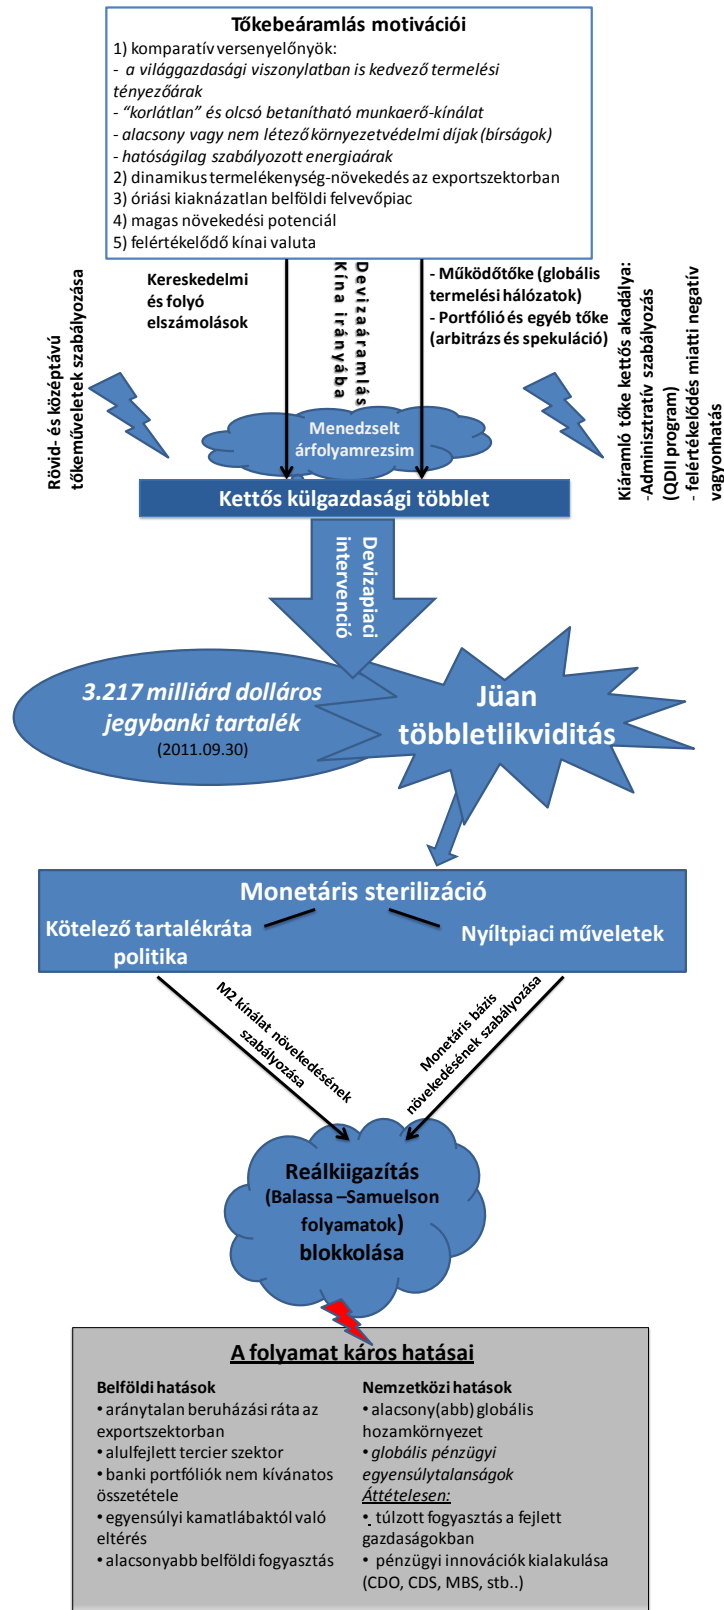 Tőkebeáramlás motivációi
1) komparatív versenyelőnyök:
- a világgazdasági viszonylatban is kedvező termelési
tényezőárak
- “korlátlan” és olcsó betanítható munkaerő-kínálat
- alacsony vagy nem létező környezetvédelmi díjak (bírságok)
- hatóságilag szabályozott energiaárak
2) dinamikus termelékenység-növekedés az exportszektorban
3) óriási kiaknázatlan belföldi felvevőpiac
4) magas növekedési potenciál
5) felértékelődő kínai valuta
Rövid- és középtávú
tőkeműveletek szabályozása
Kereskedelmi
és folyó
elszámolások
Devizaáramlás
Kína irányába
- Működőtőke (globális
termelési hálózatok)
- Portfólió és egyéb tőke
(arbitrázs és spekuláció)
Kiáramló tőke kettős akadálya:
-Adminisztratív szabályozás
(QDII program)
- felértékelődés miatti negatív
vagyonhatás
Menedzselt
árfolyamrezsim
Kettős külgazdasági többlet
Devizapiaci
intervenció
3.217 milliárd dolláros
jegybanki tartalék
(2011.09.30)
Jüan
többletlikviditás
Monetáris sterilizáció
Kötelező tartalékráta
politika
Nyíltpiaci műveletek
M2 kínálat növekedésének
szabályozása
Monetáris bázis
növekedésének szabályozása
Reálkiigazítás
(Balassa –Samuelson
folyamatok)
blokkolása
A folyamat káros hatásai
Belföldi hatások
• aránytalan beruházási ráta az
exportszektorban
• alulfejlett tercier szektor
• banki portfóliók nem kívánatos
összetétele
• egyensúlyi kamatlábaktól való
eltérés
• alacsonyabb belföldi fogyasztás
Nemzetközi hatások
• alacsony(abb) globális
hozamkörnyezet
• globális pénzügyi
egyensúlytalanságok
Áttételesen:
• túlzott fogyasztás a fejlett
gazdaságokban
• pénzügyi innovációk kialakulása
(CDO, CDS, MBS, stb..)